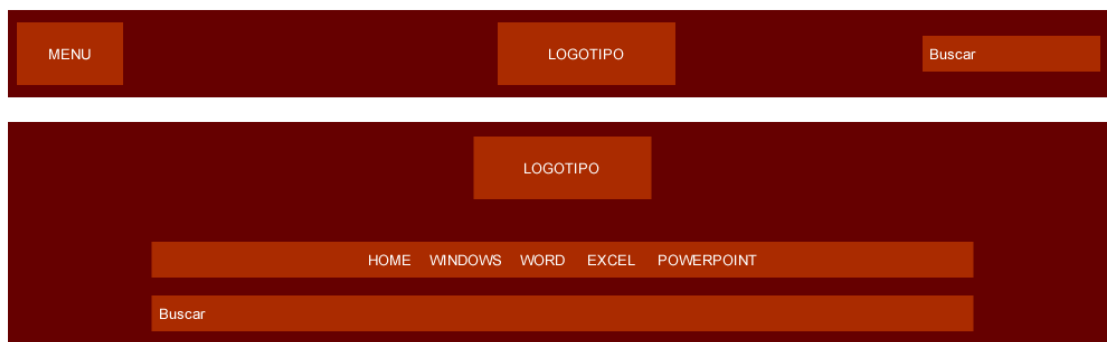 MENU LOGOTIPO Buscar
LOGOTIPO
HOME WINDOWS WORD EXCEL POWERPOINT
Buscar